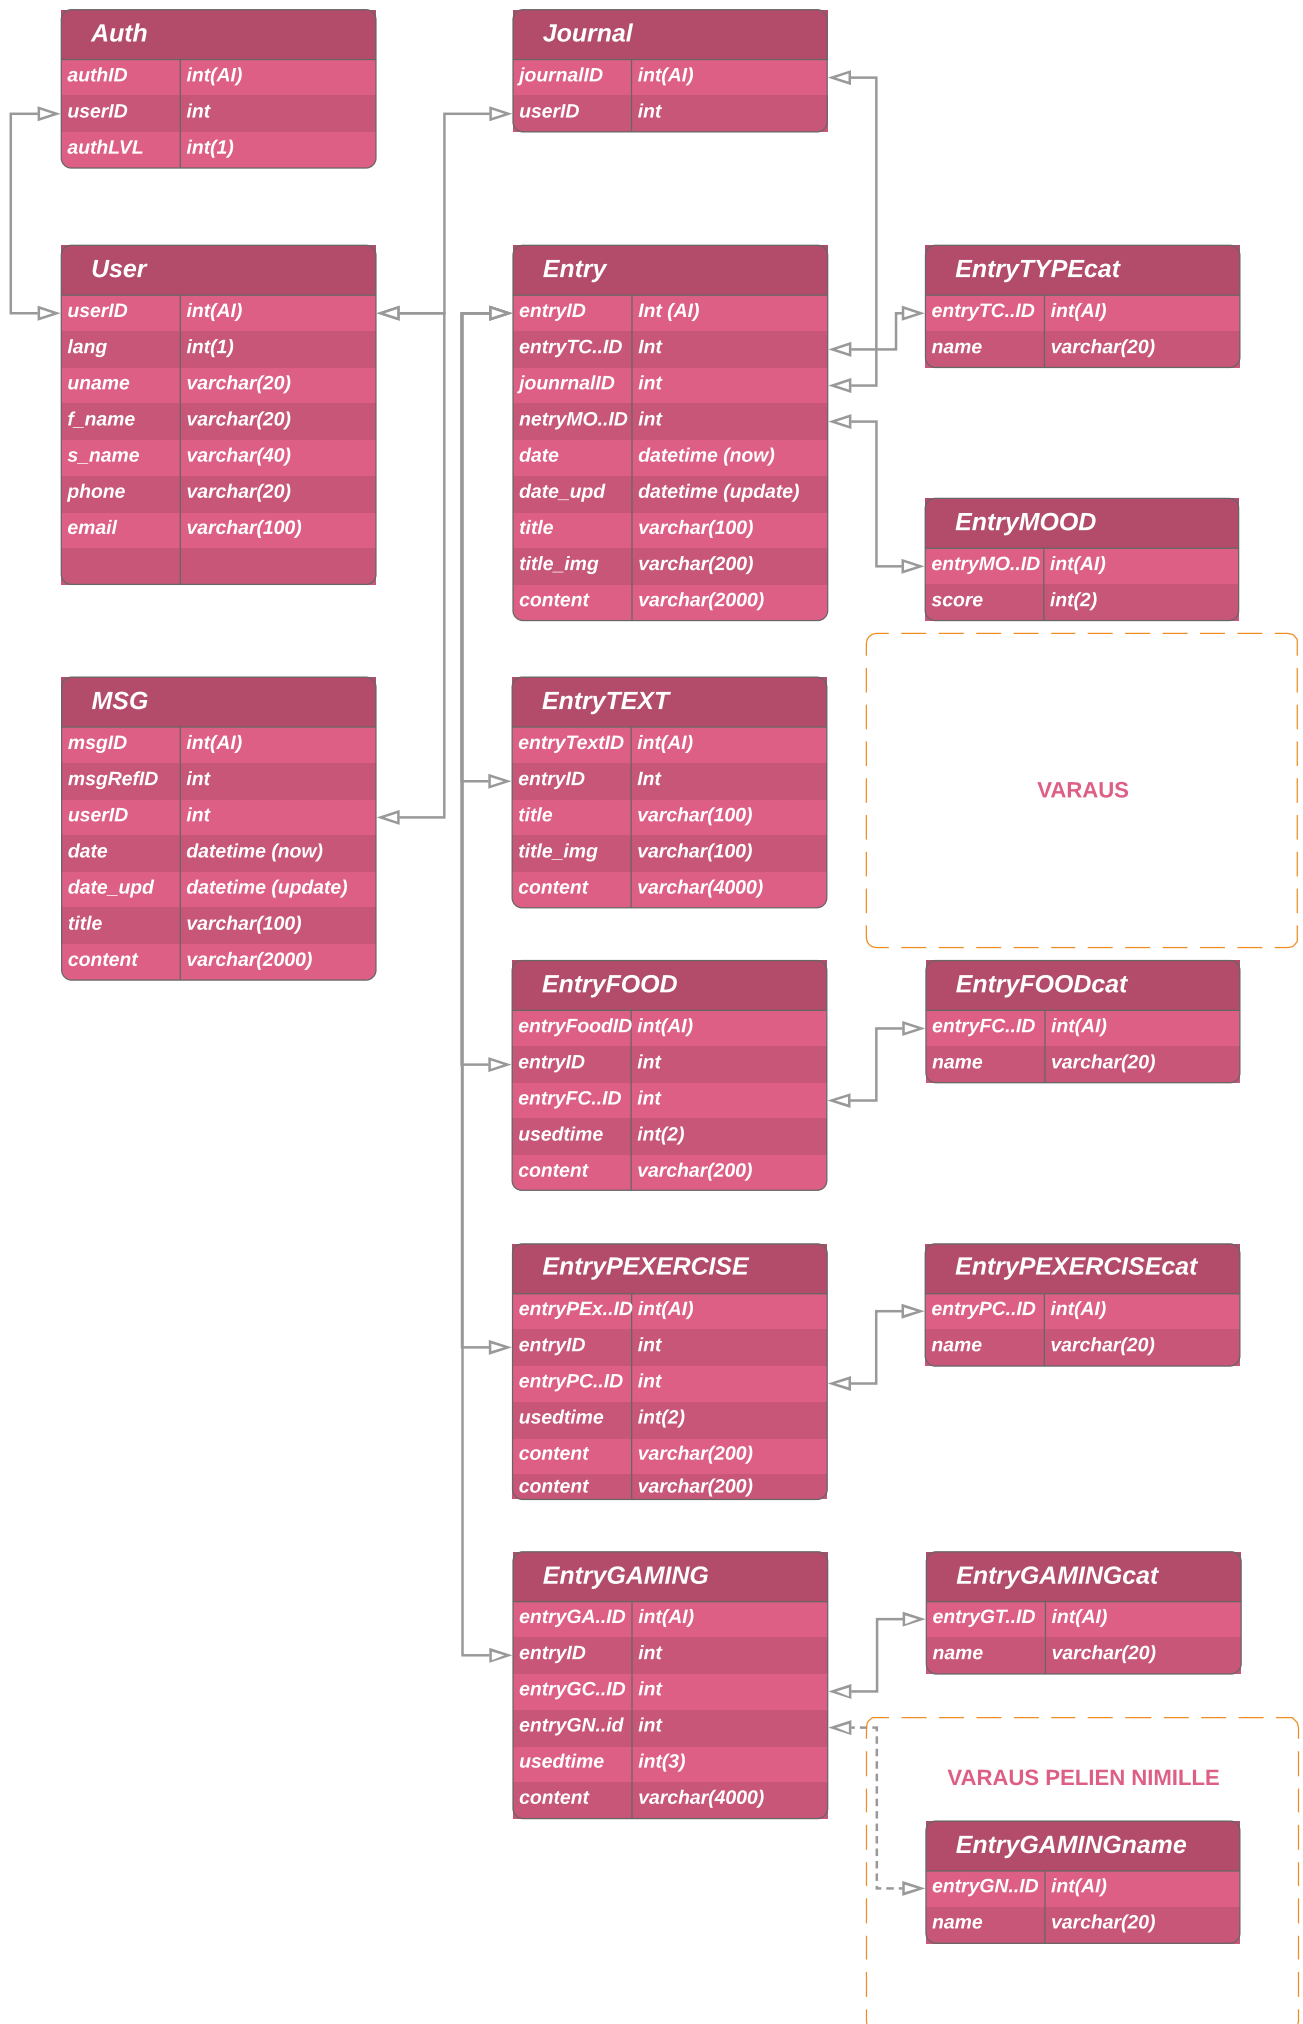 Auth
authID int(AI)
userID int
authLVL int(1)
Journal
journalID int(AI)
userID int
User
userID int(AI)
lang int(1)
uname varchar(20)
f_name varchar(20)
s_name varchar(40)
phone varchar(20)
email varchar(100)
Entry
entryID Int (AI)
entryTC..ID Int
jounrnalID int
netryMO..ID int
date datetime (now)
date_upd datetime (update)
title varchar(100)
title_img varchar(200)
content varchar(2000)
EntryTYPEcat
entryTC..ID int(AI)
name varchar(20)
EntryMOOD
entryMO..ID int(AI)
score int(2)
MSG
msgID int(AI)
msgRefID int
userID int
date datetime (now)
date_upd datetime (update)
title varchar(100)
content varchar(2000)
EntryTEXT
entryTextID int(AI)
entryID Int
title varchar(100)
title_img varchar(100)
content varchar(4000)
VARAUS
EntryFOOD
entryFoodID int(AI)
entryID int
entryFC..ID int
usedtime int(2)
content varchar(200)
EntryFOODcat
entryFC..ID int(AI)
name varchar(20)
EntryPEXERCISE
entryPEx..ID int(AI)
entryID int
entryPC..ID int
usedtime int(2)
content varchar(200)
content varchar(200)
EntryPEXERCISEcat
entryPC..ID int(AI)
name varchar(20)
EntryGAMING
entryGA..ID int(AI)
entryID int
entryGC..ID int
entryGN..id int
usedtime int(3)
content varchar(4000)
EntryGAMINGcat
entryGT..ID int(AI)
name varchar(20)
VARAUS PELIEN NIMILLE
EntryGAMINGname
entryGN..ID int(AI)
name varchar(20)